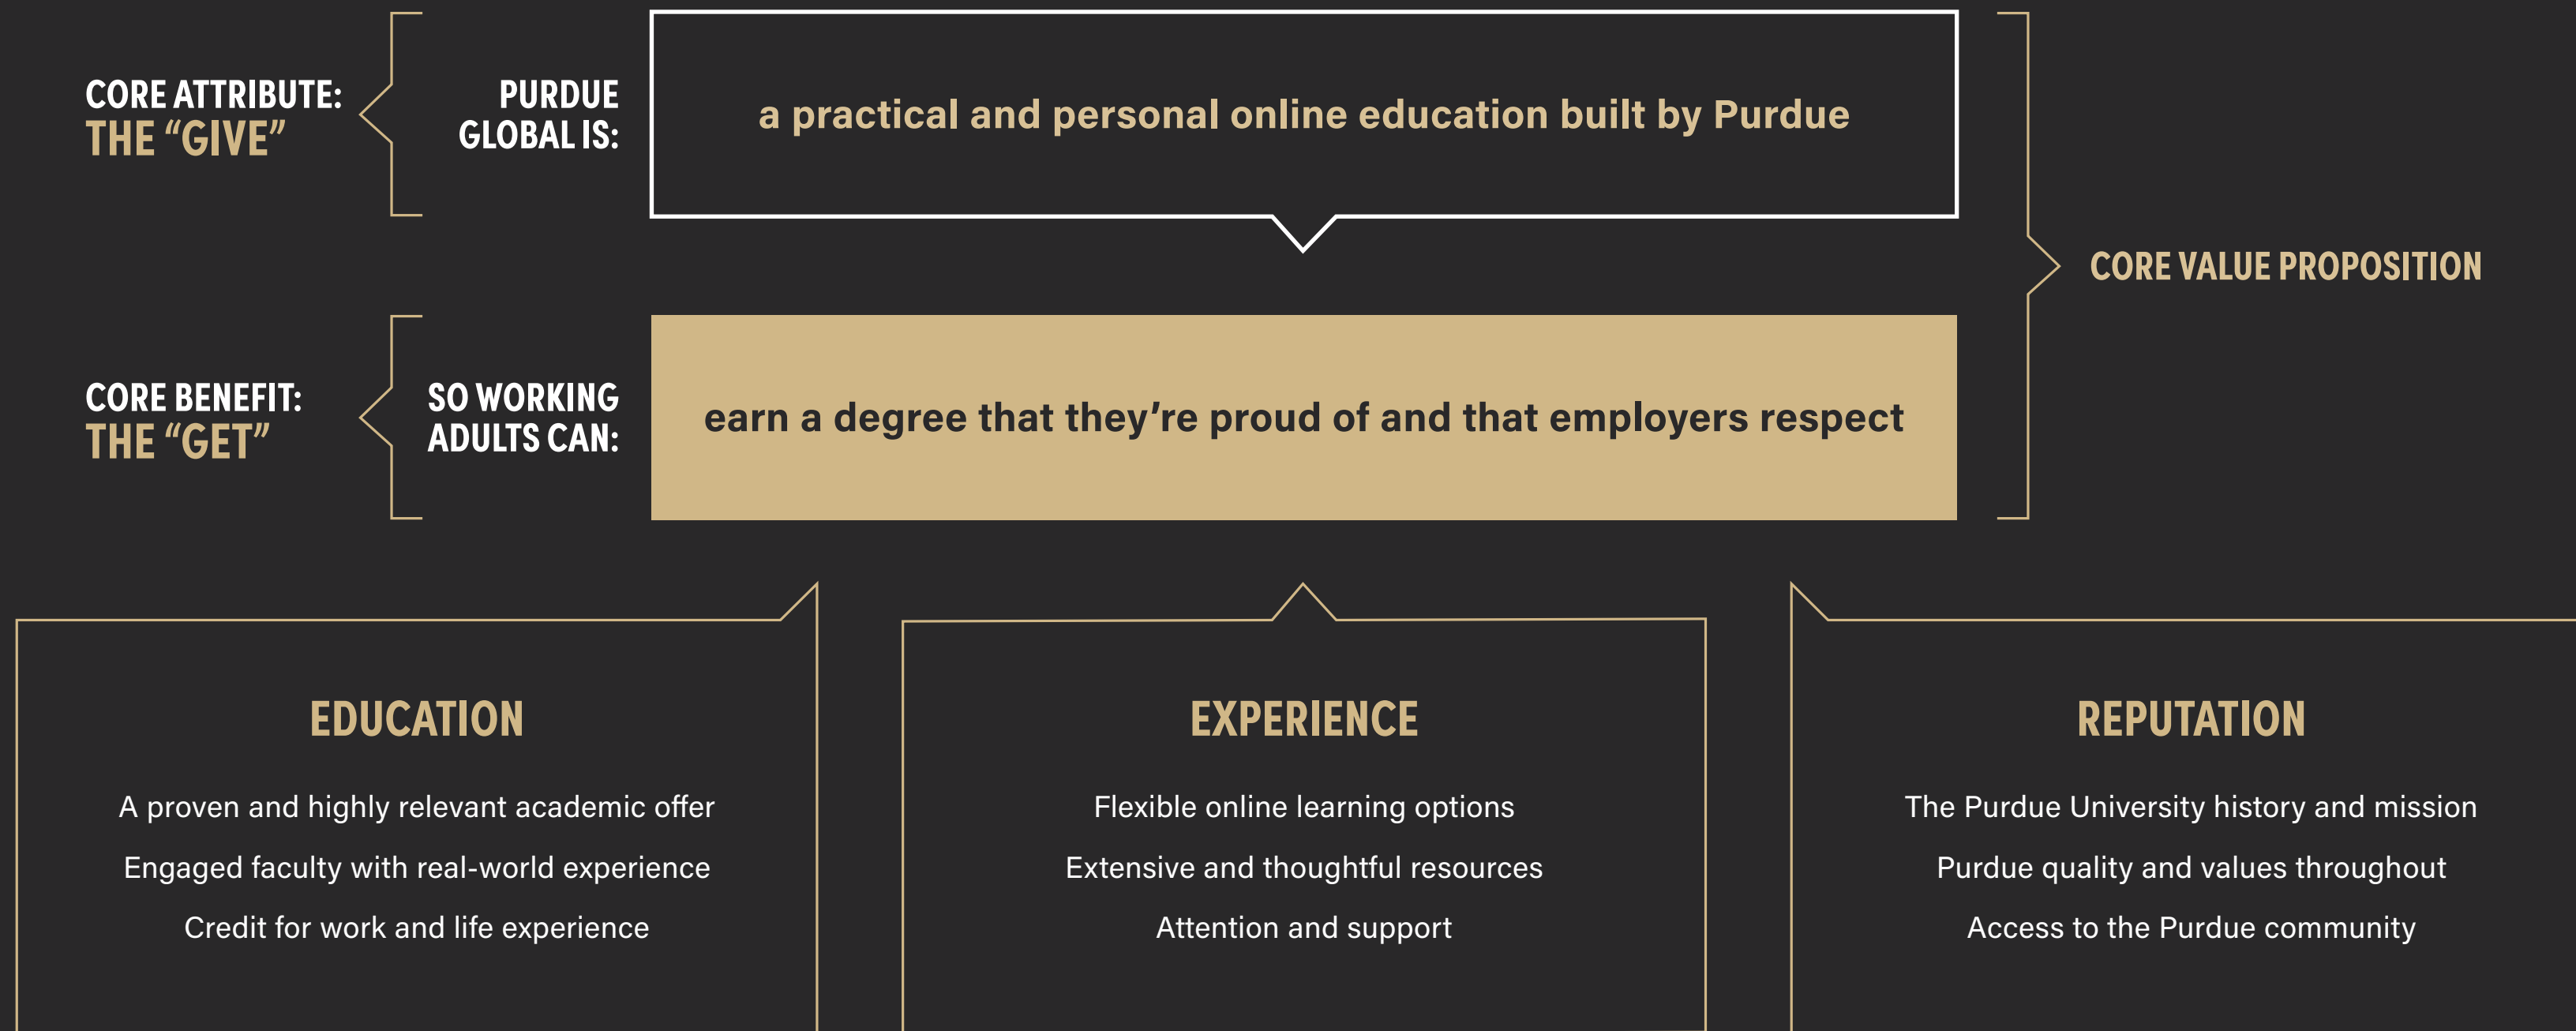 CORE ATTRIBUTE:
THE “GIVE”
PURDUE
GLOBAL IS:
a practical and personal online education built by Purdue
CORE VALUE PROPOSITION
CORE BENEFIT:
THE “GET”
SO WORKING
ADULTS CAN:
earn a degree that they’re proud of and that employers respect
EDUCATION
A proven and highly relevant academic offer
Engaged faculty with real-world experience
Credit for work and life experience
EXPERIENCE
Flexible online learning options
Extensive and thoughtful resources
Attention and support
REPUTATION
The Purdue University history and mission
Purdue quality and values throughout
Access to the Purdue community